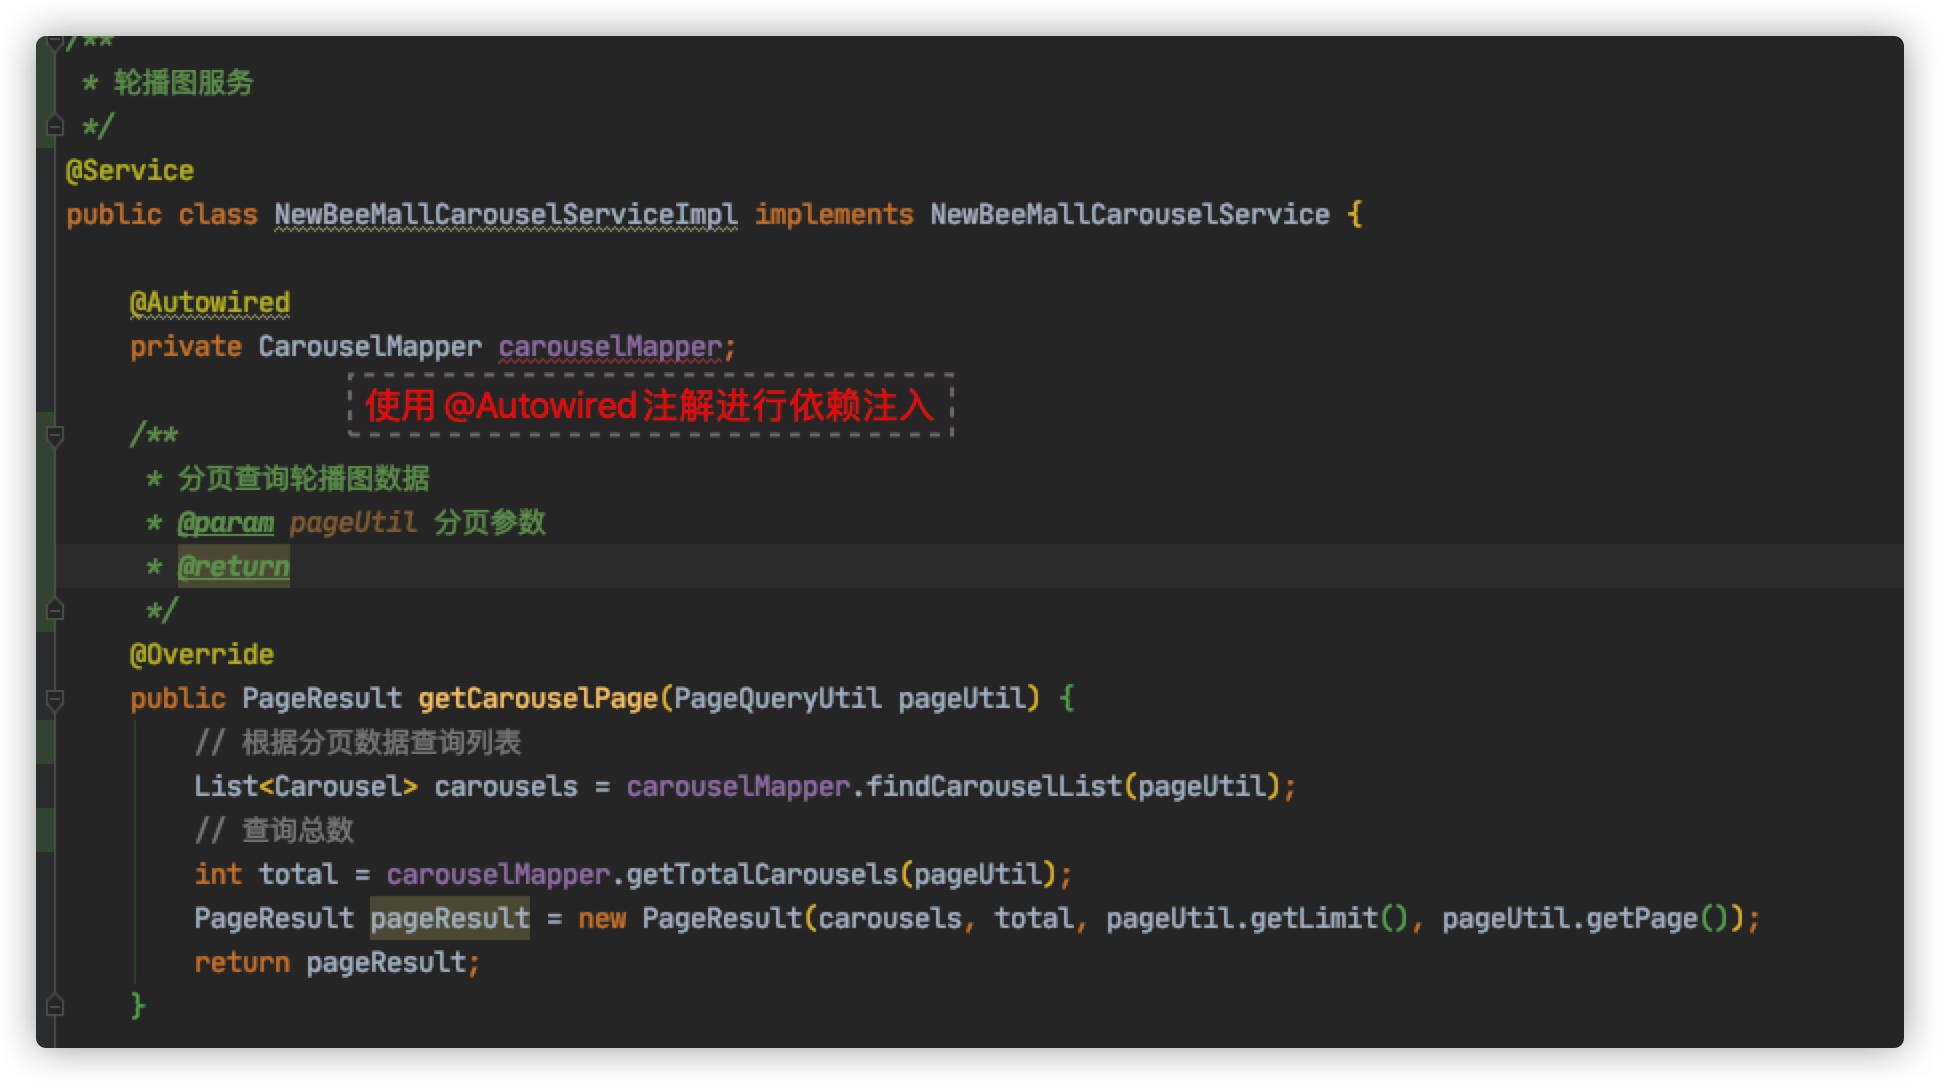 /**
 * 轮播图服务
 */
@Service
public class NewBeeMallCarouselServiceImpl implements NewBeeMallCarouselService {
    @Autowired
    private CarouselMapper carouselMapper;
使用 @Autowired 注解进行依赖注入
    /**
     * 分页查询轮播图数据
     * @param pageUtil 分页参数
     * @return
     */
    @Override
    public PageResult getCarouselPage(PageQueryUtil pageUtil) {
        // 根据分页数据查询列表
        List<Carousel> carousels = carouselMapper.findCarouselList(pageUtil);
        // 查询总数
        int total = carouselMapper.getTotalCarousels(pageUtil);
        PageResult pageResult = new PageResult(carousels, total, pageUtil.getLimit(), pageUtil.getPage());
        return pageResult;
    }